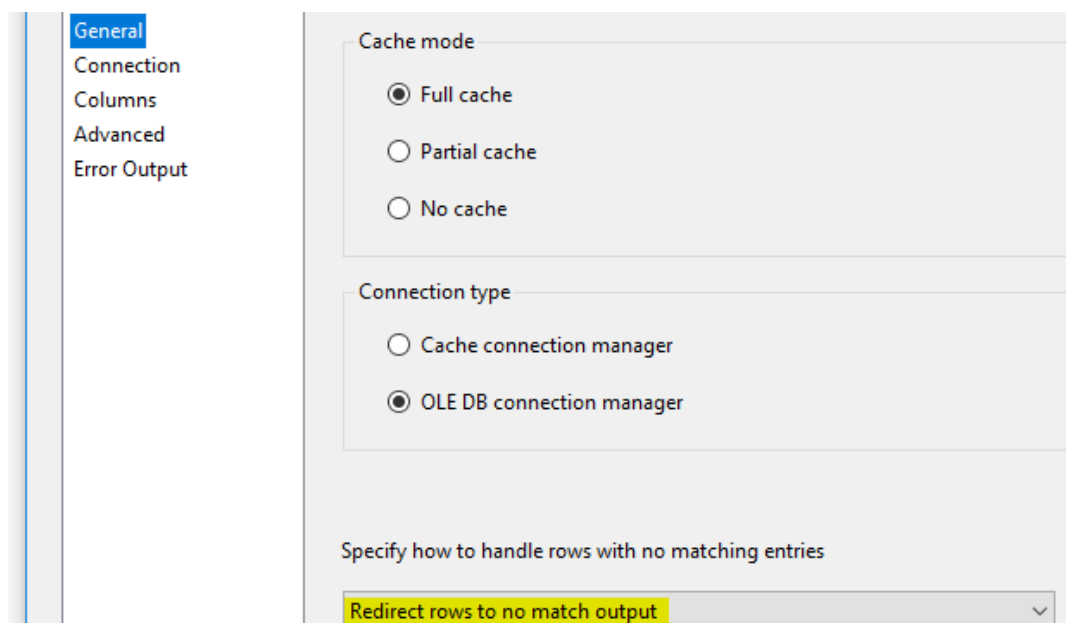 General
Connection
Columns
Advanced
Error Output
Cache mode
Full cache
Partial cache
No cache
Connection type
Cache connection manager
OLE DB connection manager
Specify how to handle rows with no matching entries
Redirect rows to no match output